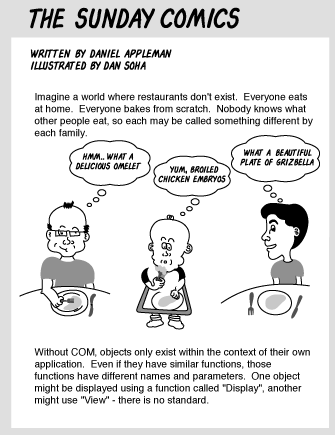 THE SUNDAY COMICS
WRITTEN BY DANIEL APPLEMAN
ILLUSTRATED BY DAN SOHA
Imagine a world where restaurants don't exist. Everyone eats
at home. Everyone bakes from scratch. Nobody knows what
other people eat, so each may be called something different by
each family.
HMM.. WHAT A
DELICIOUS OMELET
YUM, BROILED
CHICKEN EMBRYOS
WHAT A BEAUTIFUL
PLATE OF GRIZBELLA
Without COM, objects only exist within the context of their own
application. Even if they have similar functions, those
functions have different names and parameters. One object
might be displayed using a function called "Display", another
might use "View" - there is no standard.